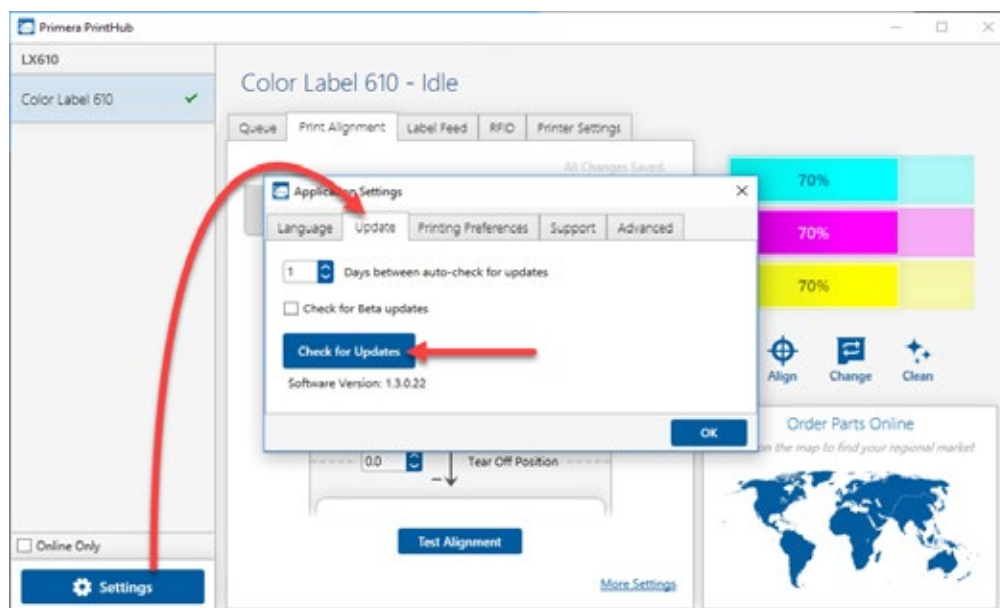 Primera PrintHub
LX610
Color Label 610
Color Label 610 - Idle
Queue Print Alignment Label Feed RFID Printer Settings
All Changes Saved.
Application Settings
Language Update Printing Preferences Support Advanced
1 Days between auto-check for updates
Check for Beta updates
Check for Updates
Software Version: 1.3.0.22
OK
70%
70%
70%
Align Change Clean
Order Parts Online
on the map to find your regional market
0.0 Tear Off Position
Test Alignment
More Settings
Online Only
Settings